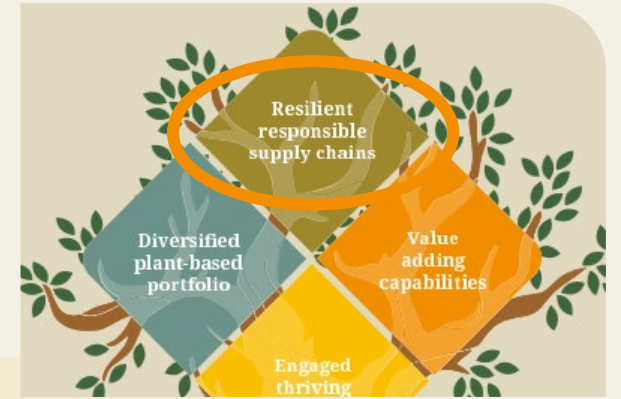 Resilient
responsible
supply chains
Diversified
plant-based
portfolio
Value
adding
capabilities
Engaged
thriving